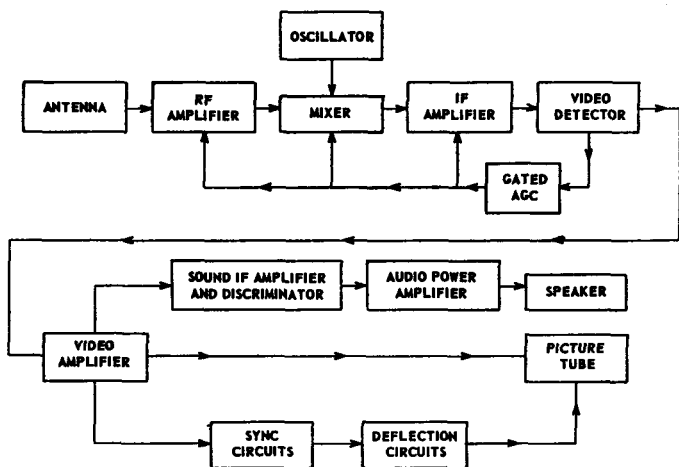 OSCILLATOR
ANTENNA
RF
AMPLIFIER
MIXER
IF
AMPLIFIER
VIDEO
DETECTOR
GATED
AGC
SOUND IF AMPLIFIER
AND DISCRIMINATOR
AUDIO POWER
AMPLIFIER
SPEAKER
VIDEO
AMPLIFIER
PICTURE
TUBE
SYNC
CIRCUITS
DEFLECTION
CIRCUITS